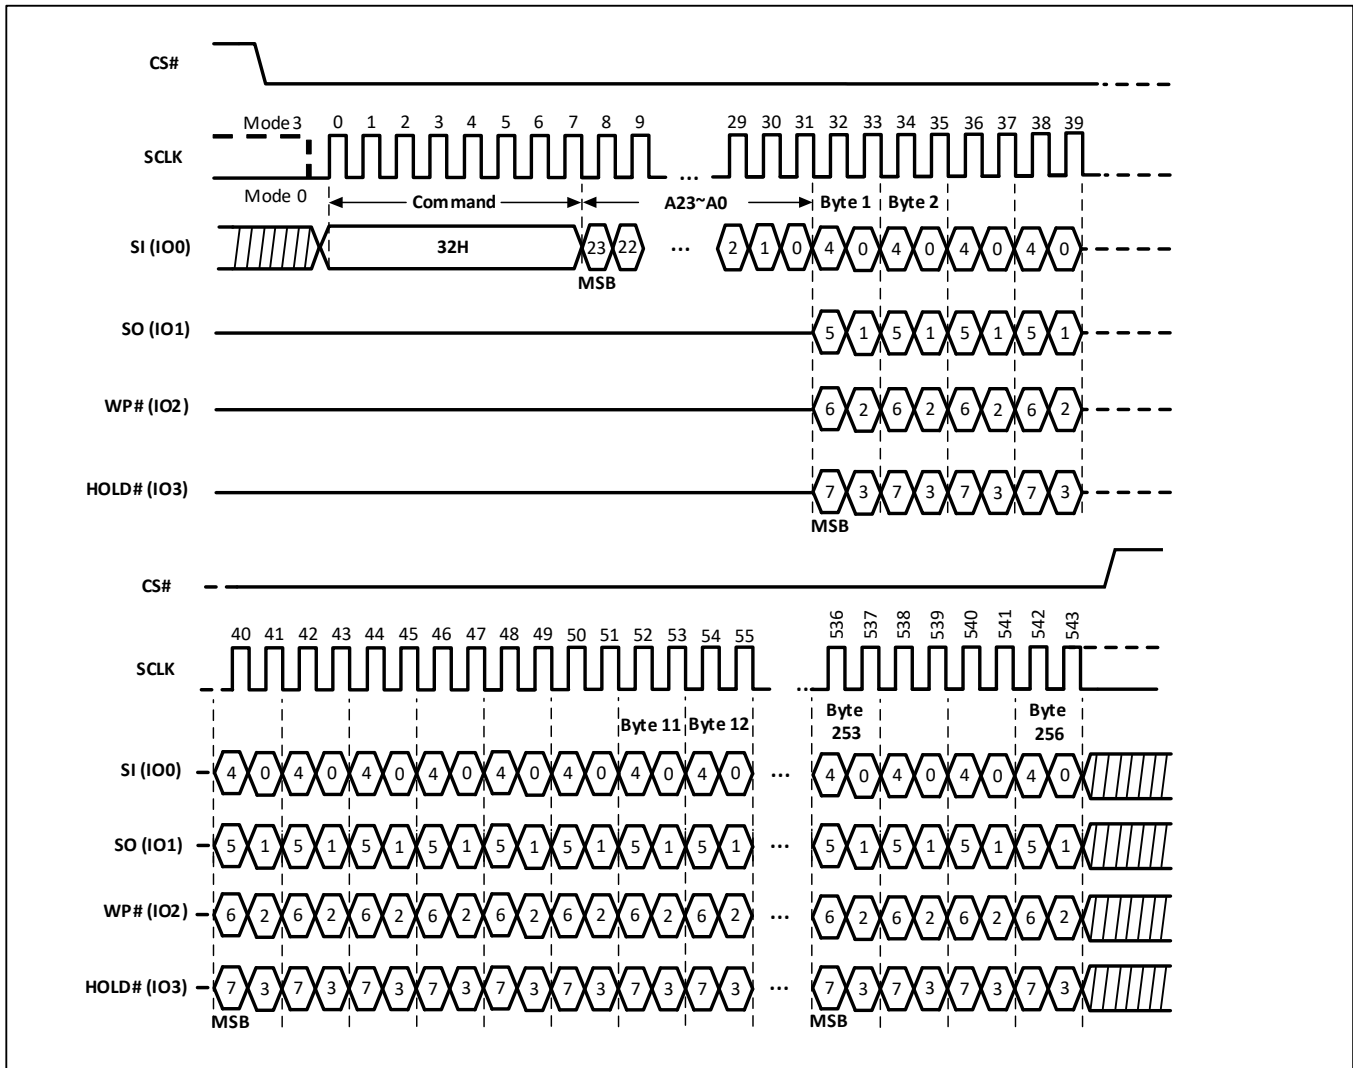 CS#
Mode 3
0 1 2 3 4 5 6 7 8 9 29 30 31 32 33 34 35 36 37 38 39
SCLK
... ...
Mode 0
Command A23~A0 Byte 1 Byte 2
SI (IO0) 32H 23 22 ... 2 1 0 4 0 4 0 4 0 4 0
MSB
SO (IO1) 5 1 5 1 5 1 5 1
WP# (IO2) 6 2 6 2 6 2 6 2
HOLD# (IO3) 7 3 7 3 7 3 7 3
MSB
CS#
40 41 42 43 44 45 46 47 48 49 50 51 52 53 54 55 536 537 538 539 540 541 542 543
SCLK
...
Byte 11 Byte 12 Byte 253 Byte 256
SI (IO0) 4 0 4 0 4 0 4 0 4 0 4 0 4 0 4 0 ... 4 0 4 0 4 0 4 0
SO (IO1) 5 1 5 1 5 1 5 1 5 1 5 1 5 1 5 1 ... 5 1 5 1 5 1 5 1
WP# (IO2) 6 2 6 2 6 2 6 2 6 2 6 2 6 2 6 2 ... 6 2 6 2 6 2 6 2
HOLD# (IO3) 7 3 7 3 7 3 7 3 7 3 7 3 7 3 7 3 ... 7 3 7 3 7 3 7 3
MSB MSB